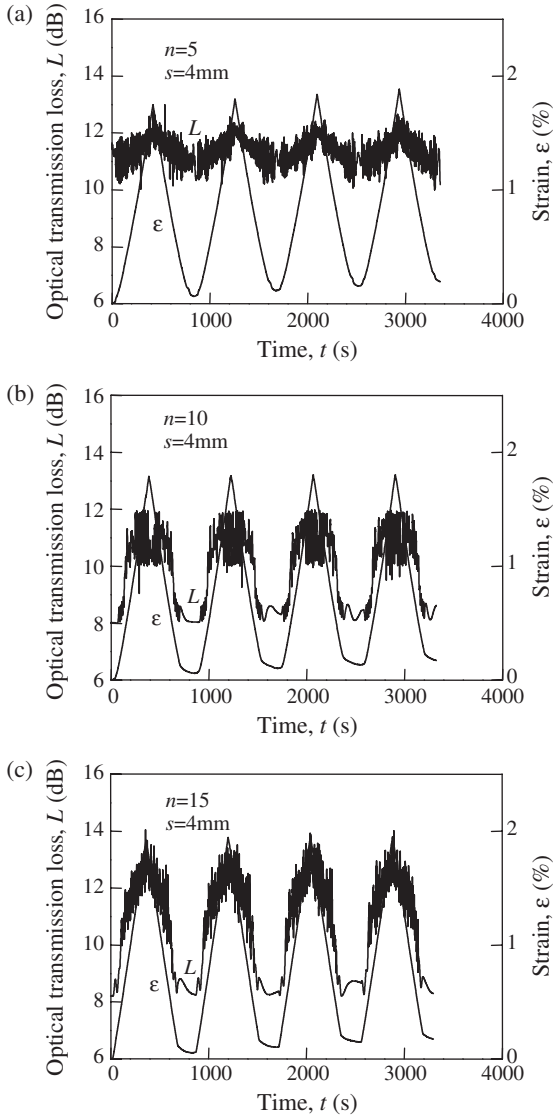 (a)
16
14
12
10
8
6
Optical transmission loss, L (dB)
n=5
s=4mm
L
ε
2
1
0
Strain, ε (%)
0
1000
2000
3000
4000
Time, t (s)
(b)
16
14
12
10
8
6
Optical transmission loss, L (dB)
n=10
s=4mm
L
ε
2
1
0
Strain, ε (%)
0
1000
2000
3000
4000
Time, t (s)
(c)
16
14
12
10
8
6
Optical transmission loss, L (dB)
n=15
s=4mm
L
ε
2
1
0
Strain, ε (%)
0
1000
2000
3000
4000
Time, t (s)